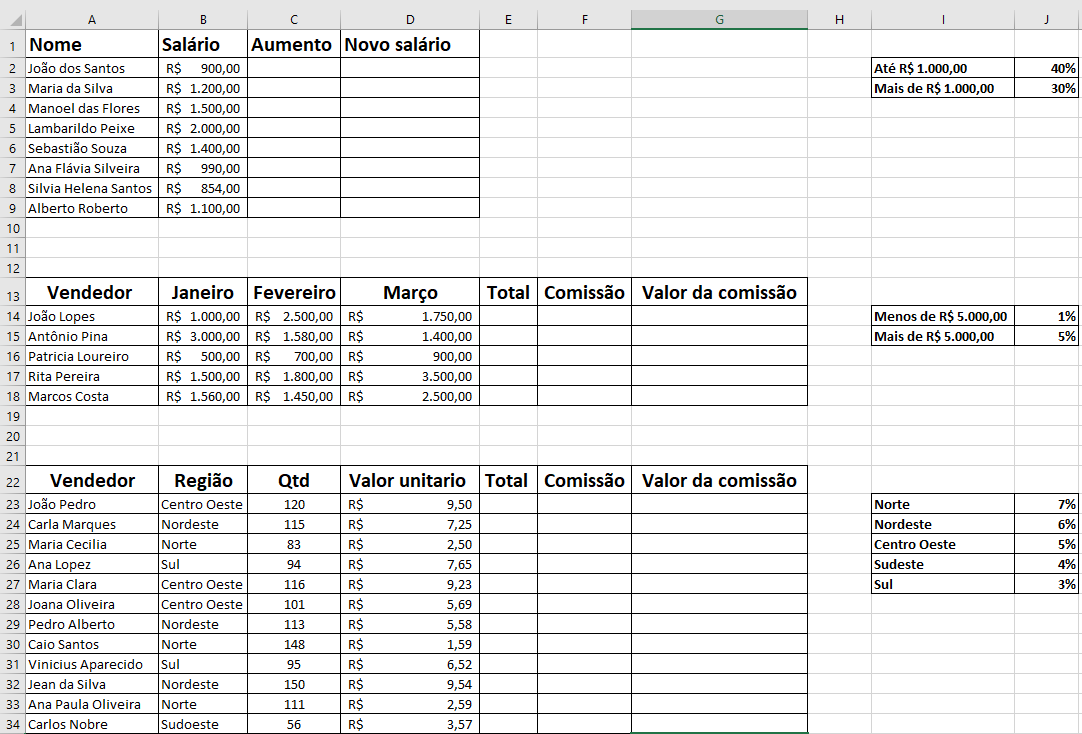 A B C D E F G H I J
1 Nome Salário Aumento Novo salário
2 João dos Santos R$ 900,00 Até R$ 1.000,00 40%
3 Maria da Silva R$ 1.200,00 Mais de R$ 1.000,00 30%
4 Manoel das Flores R$ 1.500,00
5 Lambarildo Peixe R$ 2.000,00
6 Sebastião Souza R$ 1.400,00
7 Ana Flávia Silveira R$ 990,00
8 Silvia Helena Santos R$ 854,00
9 Alberto Roberto R$ 1.100,00
10
11
12
13 Vendedor Janeiro Fevereiro Março Total Comissão Valor da comissão
14 João Lopes R$ 1.000,00 R$ 2.500,00 R$ 1.750,00 Menos de R$ 5.000,00 1%
15 Antônio Pina R$ 3.000,00 R$ 1.580,00 R$ 1.400,00 Mais de R$ 5.000,00 5%
16 Patricia Loureiro R$ 500,00 R$ 700,00 R$ 900,00
17 Rita Pereira R$ 1.500,00 R$ 1.800,00 R$ 3.500,00
18 Marcos Costa R$ 1.560,00 R$ 1.450,00 R$ 2.500,00
19
20
21
22 Vendedor Região Qtd Valor unitario Total Comissão Valor da comissão
23 João Pedro Centro Oeste 120 R$ 9,50 Norte 7%
24 Carla Marques Nordeste 115 R$ 7,25 Nordeste 6%
25 Maria Cecilia Norte 83 R$ 2,50 Centro Oeste 5%
26 Ana Lopez Sul 94 R$ 7,65 Sudeste 4%
27 Maria Clara Centro Oeste 116 R$ 9,23 Sul 3%
28 Joana Oliveira Centro Oeste 101 R$ 5,69
29 Pedro Alberto Nordeste 113 R$ 5,58
30 Caio Santos Norte 148 R$ 1,59
31 Vinicius Aparecido Sul 95 R$ 6,52
32 Jean da Silva Nordeste 150 R$ 9,54
33 Ana Paula Oliveira Norte 111 R$ 2,59
34 Carlos Nobre Sudoeste 56 R$ 3,57